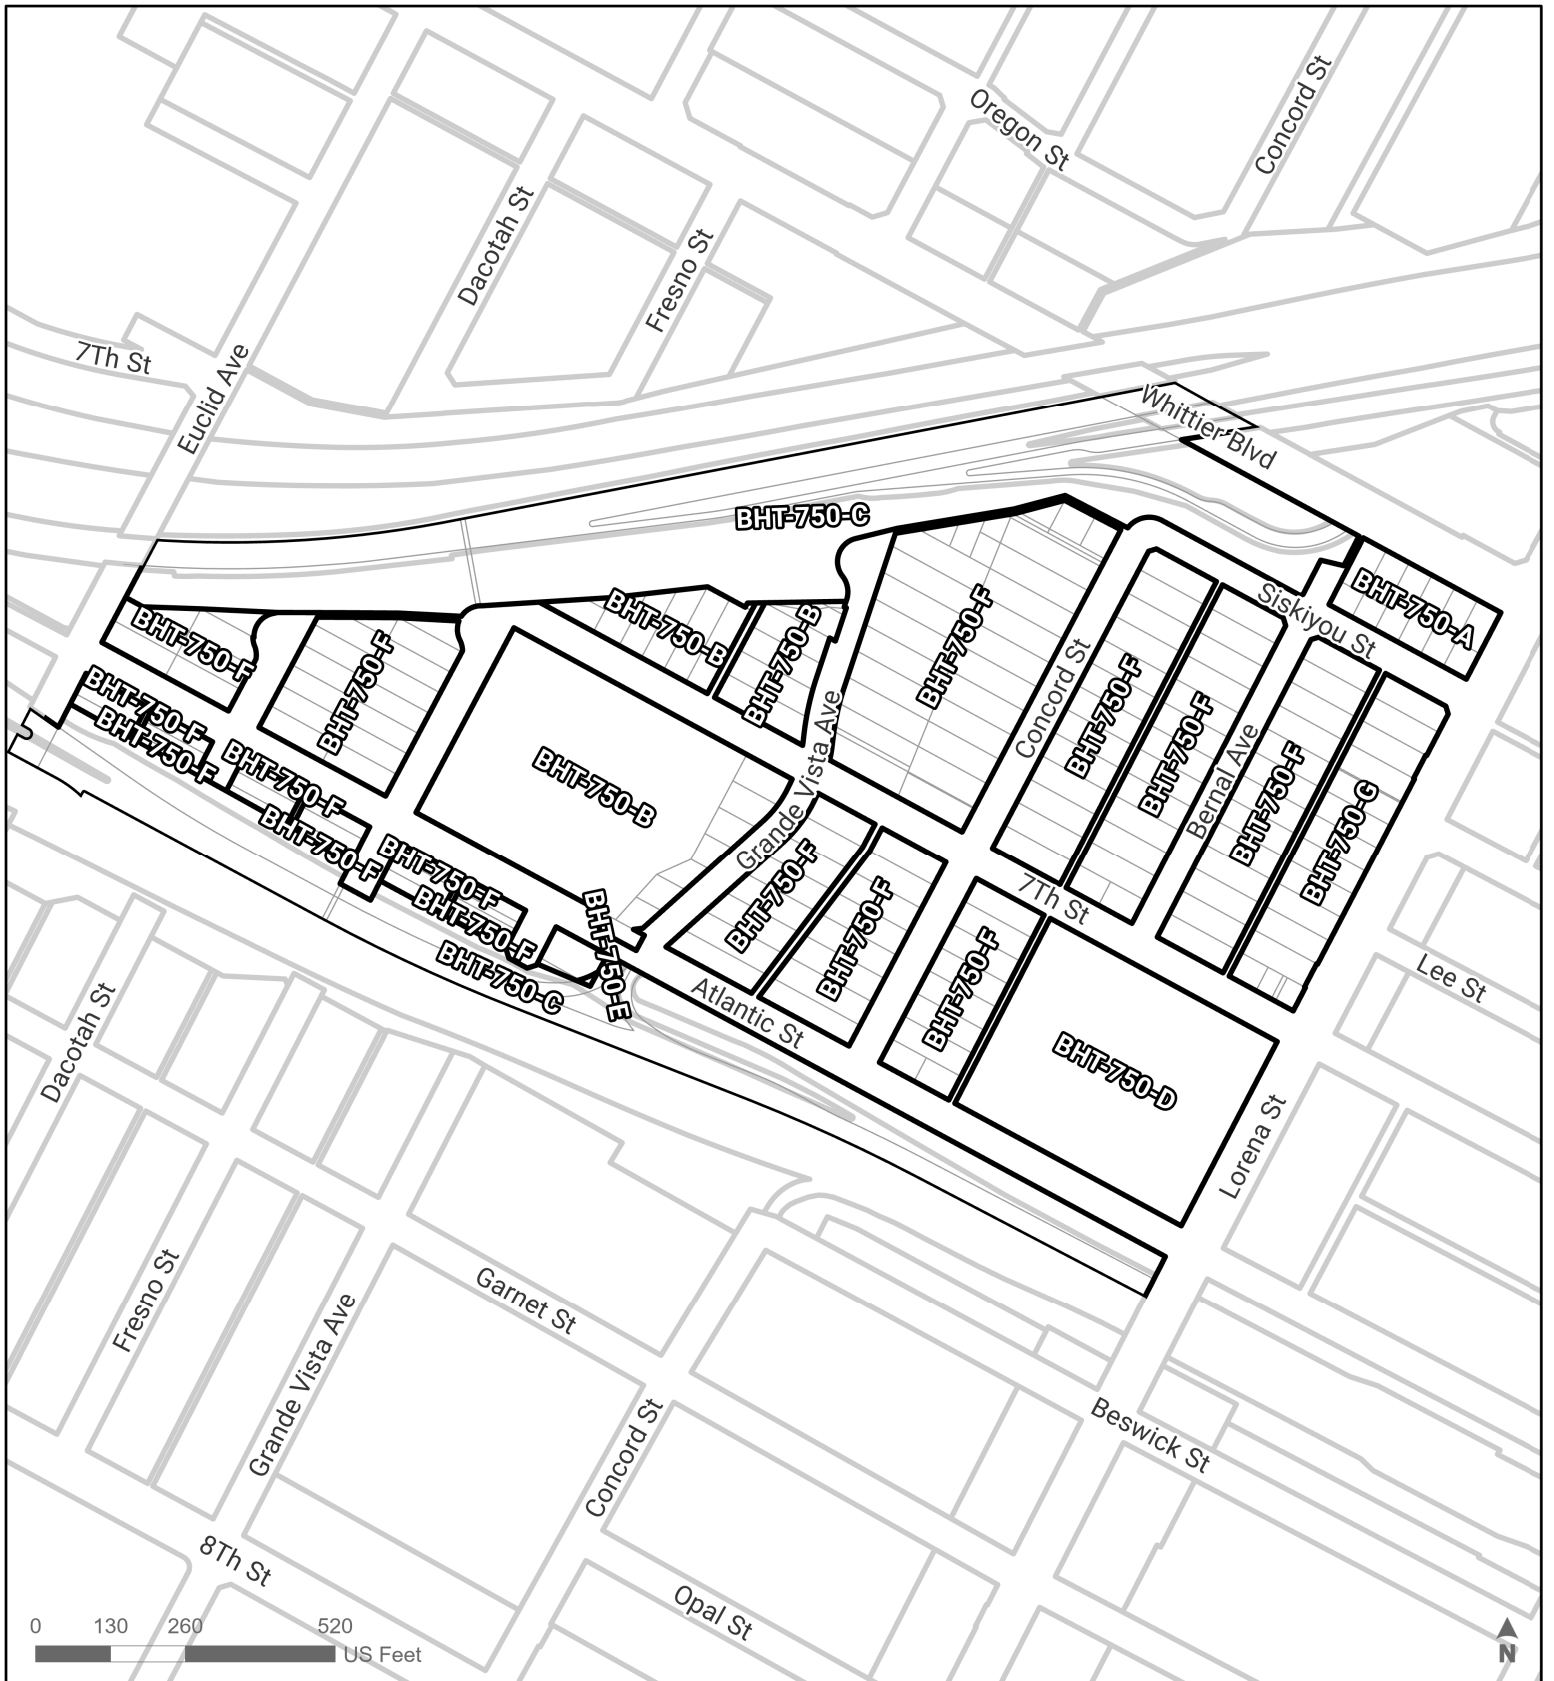 Concord St
Oregon St
Dacotah St
Fresno St
7Th St
Euclid Ave
Whittier Blvd
BHT-750-C
BHT-750-A
Siskiyou St
BHT-750-B
BHT-750-B
BHT-750-F
BHT-750-F
BHT-750-F
Concord St
BHT-750-F
BHT-750-F
Bernal Ave
BHT-750-F
BHT-750-G
BHT-750-F
BHT-750-F
BHT-750-F
BHT-750-F
BHT-750-B
Grande Vista Ave
Grande Vista Ave
BHT-750-F
BHT-750-F
BHT-750-F
BHT-750-F
BHT-750-E
BHT-750-C
7Th St
BHT-750-F
Atlantic St
BHT-750-D
Lee St
Dacotah St
Lorena St
Fresno St
Garnet St
Grande Vista Ave
Concord St
Beswick St
8Th St
Opal St
0 130 260 520
US Feet
N